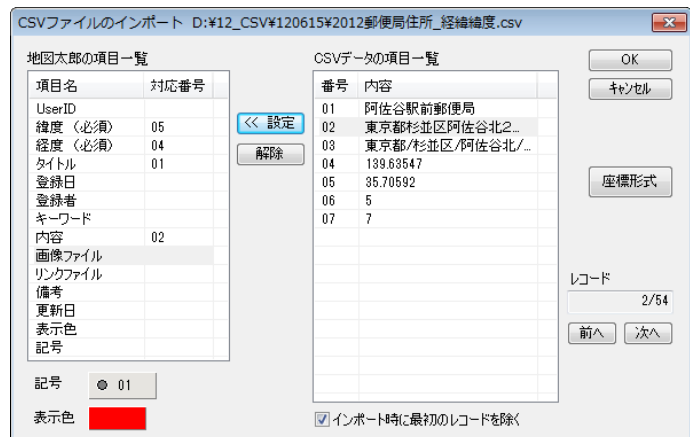 CSVファイルのインポート D:¥12_CSV¥120615¥2012郵便局住所_経緯緯度.csv
地図太郎の項目一覧
項目名 対応番号
UserID
緯度（必須） 05
経度（必須） 04
タイトル 01
登録日
登録者
キーワード
内容 02
画像ファイル
リンクファイル
備考
更新日
表示色
記号
記号 01
表示色
<< 設定
解除
CSVデータの項目一覧
番号 内容
01 阿佐谷駅前郵便局
02 東京都杉並区阿佐谷北2...
03 東京都/杉並区/阿佐谷北/...
04 139.63547
05 35.70592
06 5
07 7
インポート時に最初のレコードを除く
OK
キャンセル
座標形式
レコード
2/54
前へ 次へ